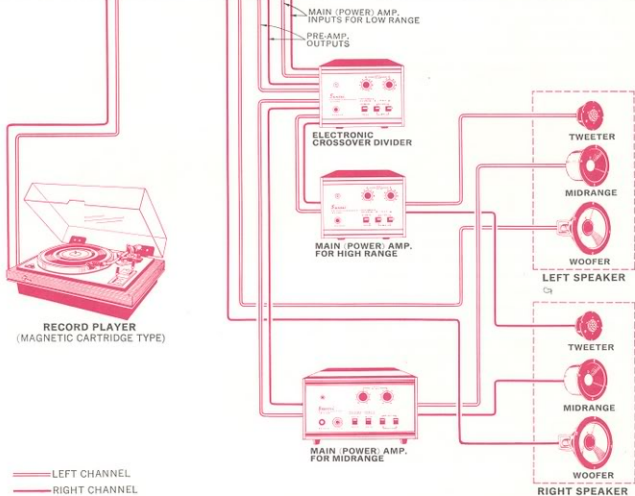 MAIN (POWER) AMP.
INPUTS FOR LOW RANGE
PRE-AMP.
OUTPUTS
ELECTRONIC
CROSSOVER DIVIDER
TWEETER
MIDRANGE
MAIN (POWER) AMP.
FOR HIGH RANGE
WOOFER
LEFT SPEAKER
RECORD PLAYER
(MAGNETIC CARTRIDGE TYPE)
TWEETER
MIDRANGE
MAIN (POWER) AMP.
FOR MIDRANGE
WOOFER
RIGHT SPEAKER
LEFT CHANNEL
RIGHT CHANNEL